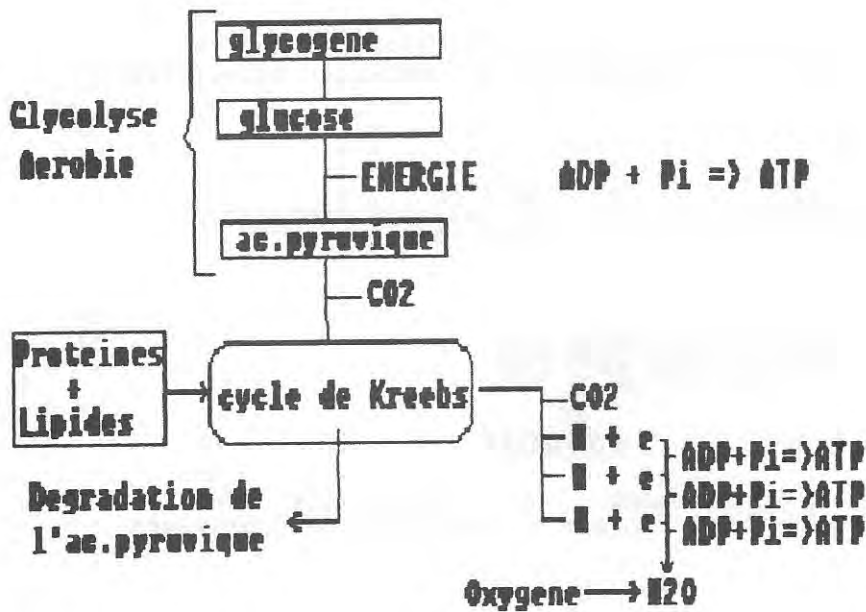 glycogene
glucose
Glycolyse
Aerobie
ENERGIE
ADP + Pi => ATP
ac.pyruvique
CO2
Proteines
+
Lipides
cycle de Kreebs
CO2
H + e
H + e
H + e
ADP+Pi=>ATP
ADP+Pi=>ATP
ADP+Pi=>ATP
Degradation de
l'ac.pyruvique
Oxygene
H2O